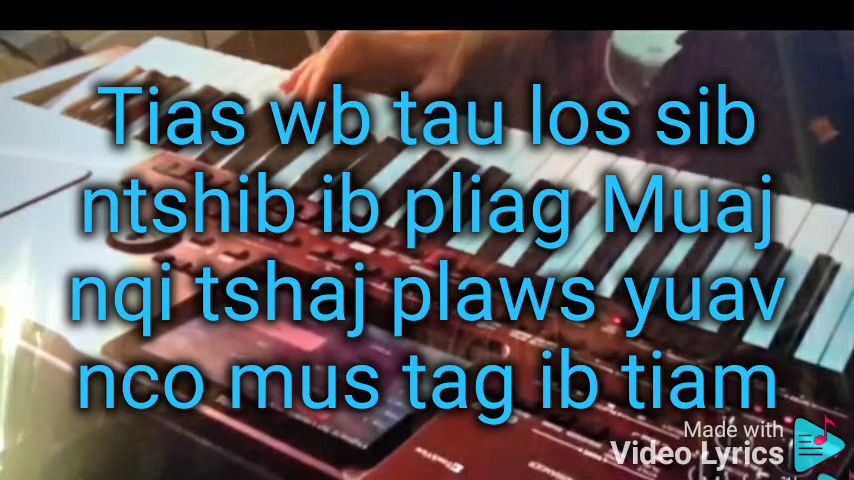 Tias wb tau los sib
ntshib ib pliag Muaj
nqi tshaj plaws yuav
nco mus tag ib tiam
Made with
Video Lyrics